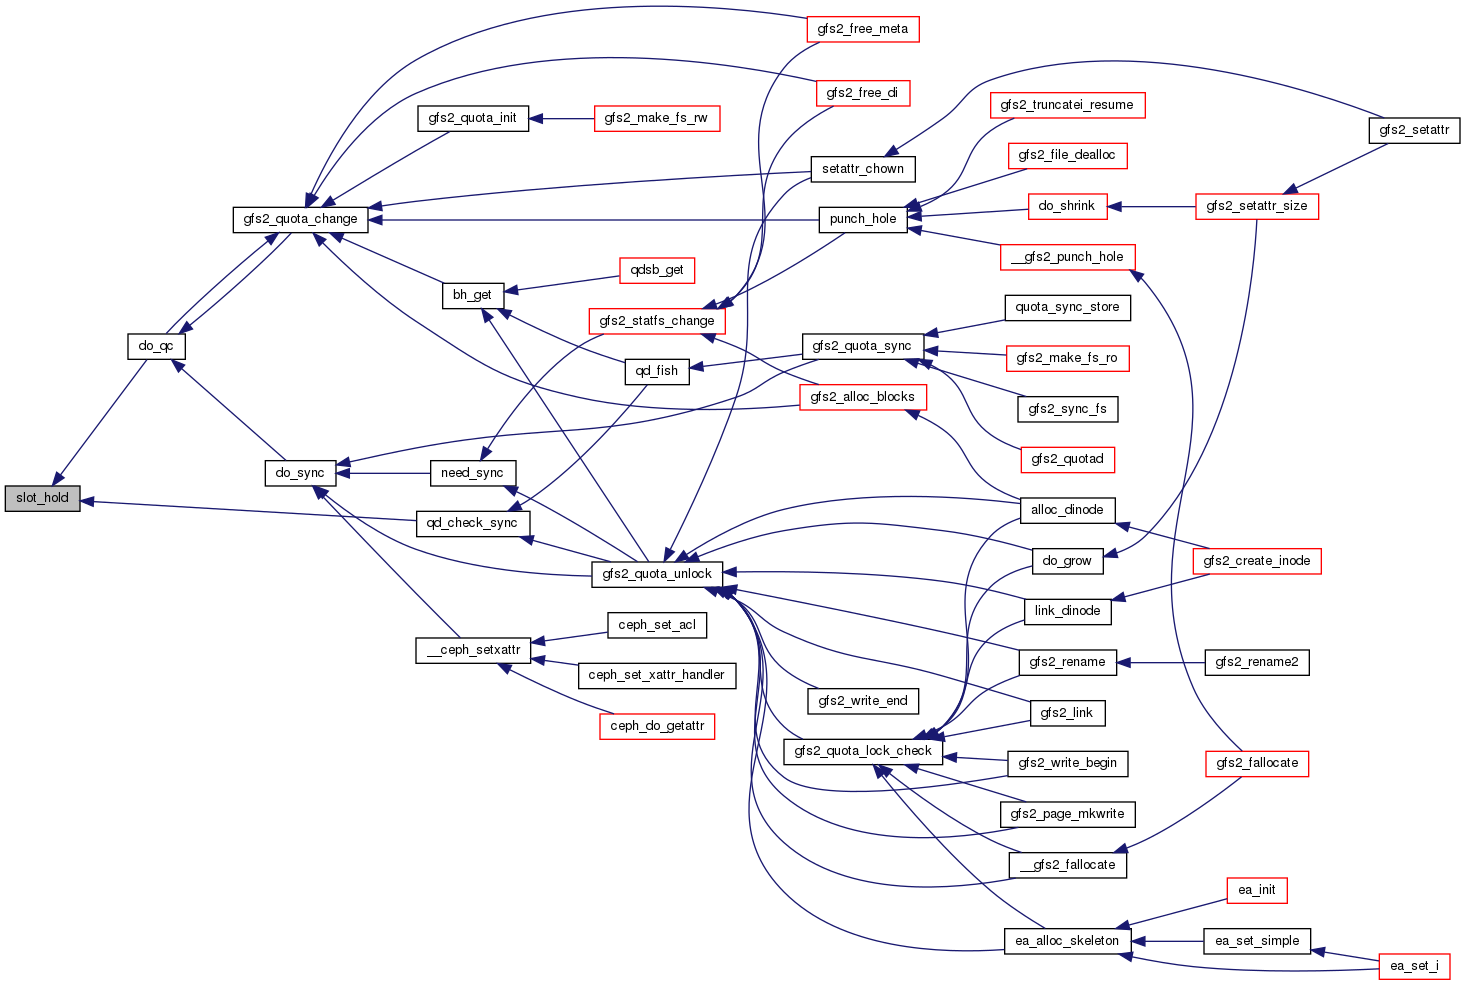 slot_hold
do_qc
gfs2_quota_change
do_sync
gfs2_quota_init
bh_get
need_sync
qd_check_sync
__ceph_setxattr
gfs2_make_fs_rw
qdsb_get
gfs2_statfs_change
qd_fish
gfs2_quota_unlock
ceph_set_acl
ceph_set_xattr_handler
ceph_do_getattr
gfs2_free_meta
gfs2_free_di
setattr_chown
punch_hole
gfs2_quota_sync
gfs2_alloc_blocks
gfs2_write_end
gfs2_quota_lock_check
gfs2_truncatei_resume
gfs2_file_dealloc
do_shrink
__gfs2_punch_hole
quota_sync_store
gfs2_make_fs_ro
gfs2_sync_fs
gfs2_quotad
alloc_dinode
do_grow
link_dinode
gfs2_rename
gfs2_link
gfs2_write_begin
gfs2_page_mkwrite
__gfs2_fallocate
ea_alloc_skeleton
gfs2_setattr_size
gfs2_create_inode
gfs2_rename2
gfs2_fallocate
ea_init
ea_set_simple
gfs2_setattr
ea_set_i